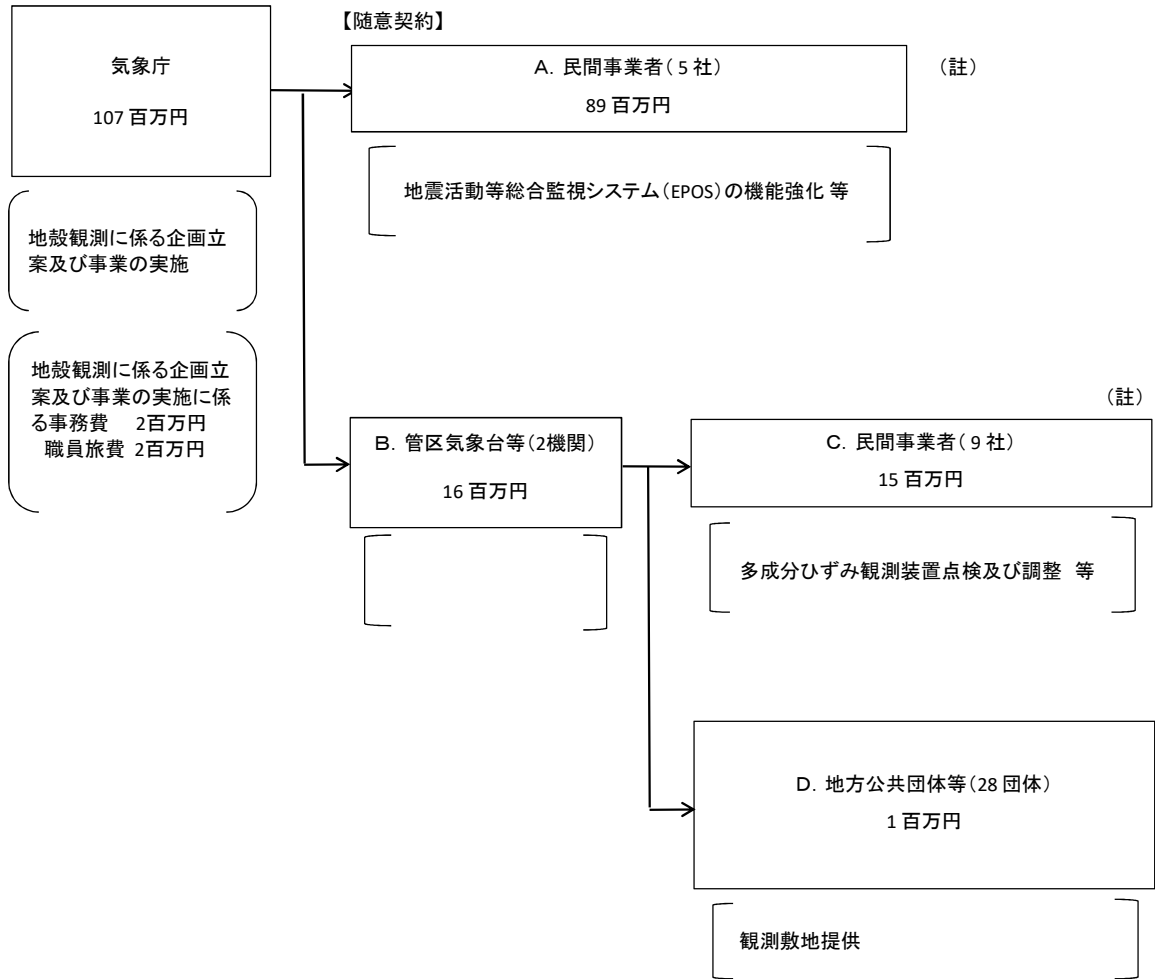 【随意契約】
気象庁
107 百万円
A. 民間事業者(5 社)
89 百万円
(註)
地震活動等総合監視システム(EPOS)の機能強化 等
地殻観測に係る企画立
案及び事業の実施
地殻観測に係る企画立
案及び事業の実施に係
る事務費 2百万円
職員旅費 2百万円
B. 管区気象台等(2機関)
16 百万円
(註)
C. 民間事業者(9 社)
15 百万円
多成分ひずみ観測装置点検及び調整 等
D. 地方公共団体等(28 団体)
1 百万円
観測敷地提供